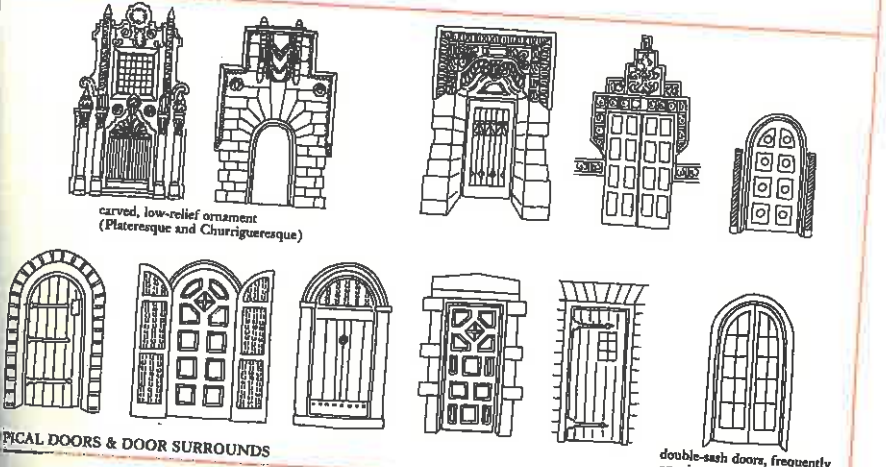 carved, low-relief ornament
(Plateresque and Churrigueresque)
PICAL DOORS & DOOR SURROUNDS
double-sash doors, frequently